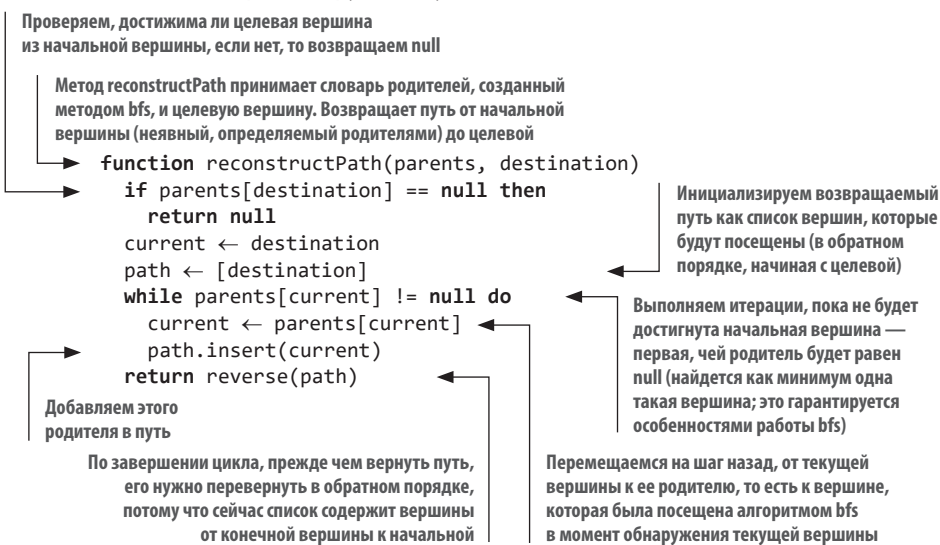 Проверяем, достижима ли целевая вершина
из начальной вершины, если нет, то возвращаем null
Метод reconstructPath принимает словарь родителей, созданный
методом bfs, и целевую вершину. Возвращает путь от начальной
вершины (неявный, определяемый родителями) до целевой
function reconstructPath(parents, destination)
if parents[destination] == null then
return null
current ← destination
path ← [destination]
while parents[current] != null do
current ← parents[current]
path.insert(current)
return reverse(path)
Инициализируем возвращаемый
путь как список вершин, которые
будут посещены (в обратном
порядке, начиная с целевой)
Выполняем итерации, пока не будет
достигнута начальная вершина —
первая, чей родитель будет равен
null (найдется как минимум одна
такая вершина; это гарантируется
особенностями работы bfs)
Добавляем этого
родителя в путь
По завершении цикла, прежде чем вернуть путь,
его нужно перевернуть в обратном порядке,
потому что сейчас список содержит вершины
от конечной вершины к начальной
Перемещаемся на шаг назад, от текущей
вершины к ее родителю, то есть к вершине,
которая была посещена алгоритмом bfs
в момент обнаружения текущей вершины